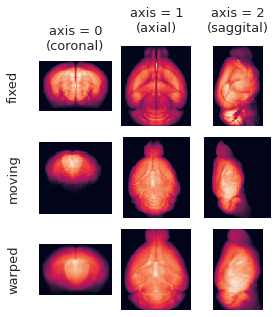 axis = 0
(coronal)
axis = 1
(axial)
axis = 2
(saggital)
fixed
moving
warped